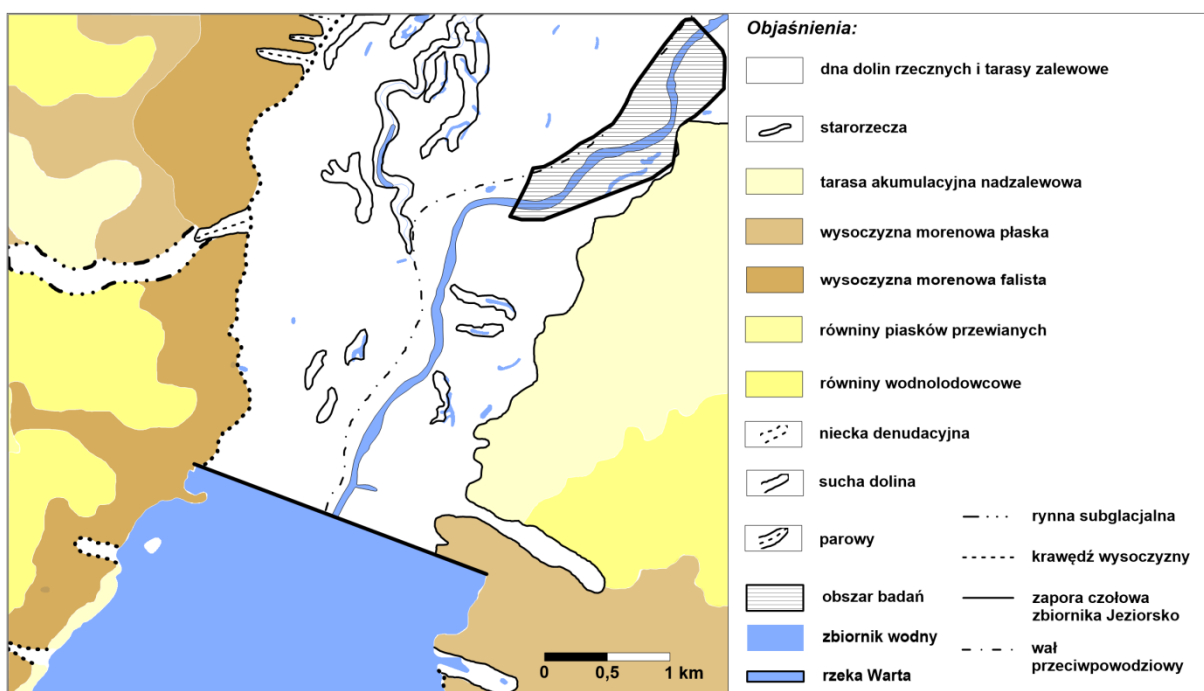 Objaśnienia:
dna dolin rzecznych i tarasy zalewowe
starorzecza
tarasa akumulacyjna nadzalewowa
wysoczyzna morenowa płaska
wysoczyzna morenowa falista
równiny piasków przewianych
równiny wodnolodowcowe
niecka denudacyjna
sucha dolina
parowy
obszar badań
zbiornik wodny
rzeka Warta
rynna subglacjalna
krawędź wysoczyzny
zapora czołowa
zbiornika Jeziorsko
wał
przeciwpowodziowy
0 0,5 1 km